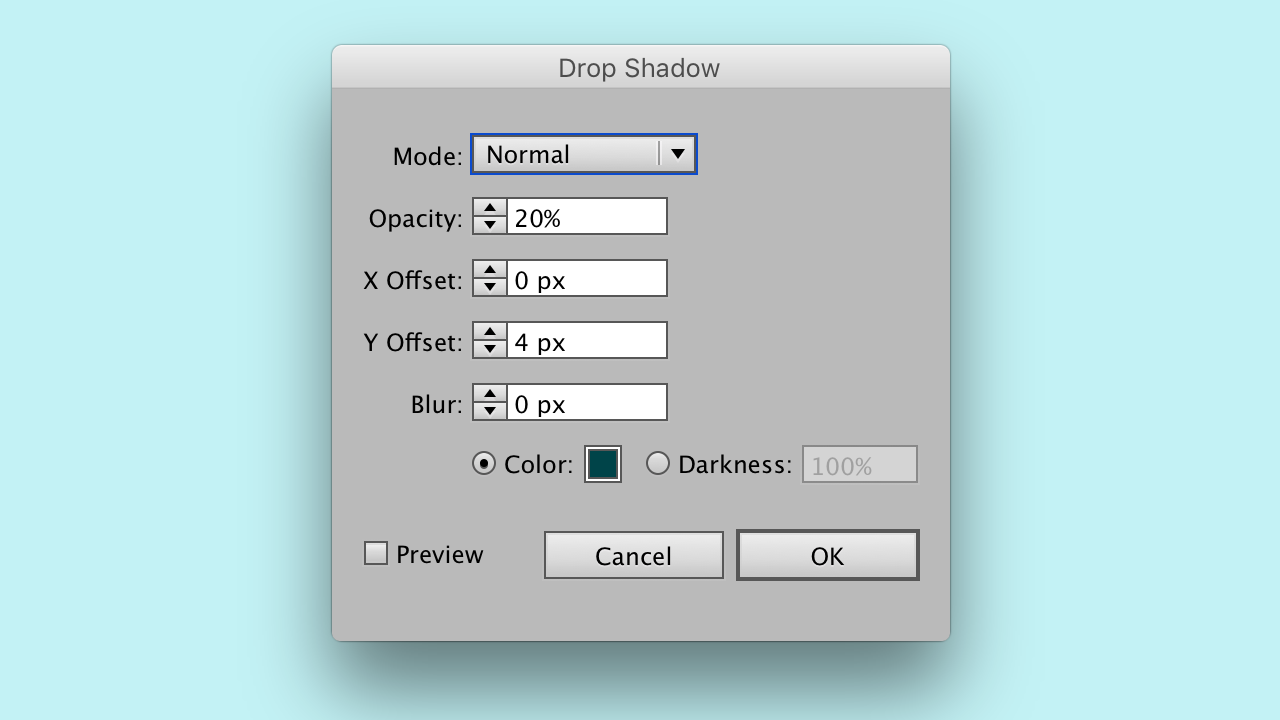 Drop Shadow
Mode: Normal
Opacity: 20%
X Offset: 0 px
Y Offset: 4 px
Blur: 0 px
Color: Darkness: 100%
Preview Cancel OK